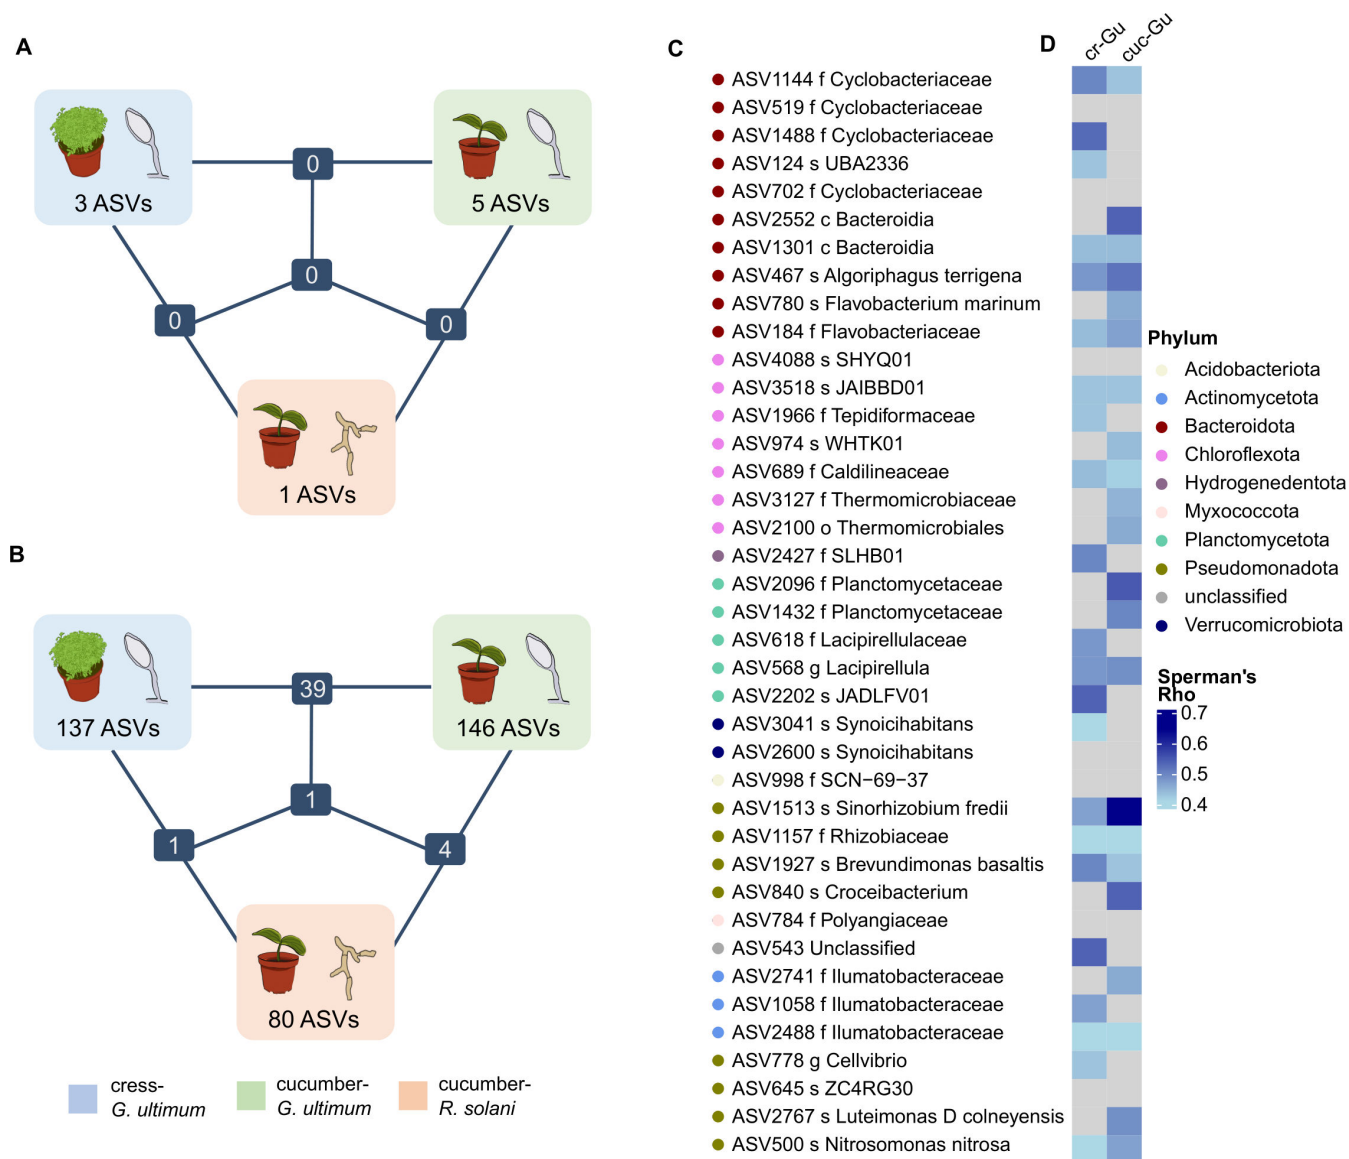 A
3 ASVs
0
5 ASVs
0
0
0
1 ASVs
B
137 ASVs
39
146 ASVs
1
1
4
80 ASVs
cress-
G. ultimum
cucumber-
G. ultimum
cucumber-
R. solani
C
ASV1144 f Cyclobacteriaceae
ASV519 f Cyclobacteriaceae
ASV1488 f Cyclobacteriaceae
ASV124 s UBA2336
ASV702 f Cyclobacteriaceae
ASV2552 c Bacteroidia
ASV1301 c Bacteroidia
ASV467 s Algoriphagus terrigena
ASV780 s Flavobacterium marinum
ASV184 f Flavobacteriaceae
ASV4088 s SHYQ01
ASV3518 s JAIBBD01
ASV1966 f Tepidiformaceae
ASV974 s WHTK01
ASV689 f Caldilineaceae
ASV3127 f Thermomicrobiaceae
ASV2100 o Thermomicrobiales
ASV2427 f SLHB01
ASV2096 f Planctomycetaceae
ASV1432 f Planctomycetaceae
ASV618 f Lacipirellulaceae
ASV568 g Lacipirellula
ASV2202 s JADLFV01
ASV3041 s Synoicihabitans
ASV2600 s Synoicihabitans
ASV998 f SCN−69−37
ASV1513 s Sinorhizobium fredii
ASV1157 f Rhizobiaceae
ASV1927 s Brevundimonas basaltis
ASV840 s Croceibacterium
ASV784 f Polyangiaceae
ASV543 Unclassified
ASV2741 f Ilumatobacteraceae
ASV1058 f Ilumatobacteraceae
ASV2488 f Ilumatobacteraceae
ASV778 g Cellvibrio
ASV645 s ZC4RG30
ASV2767 s Luteimonas D colneyensis
ASV500 s Nitrosomonas nitrosa
D
cr-Gu
cuc-Gu
Phylum
Acidobacteriota
Actinomycetota
Bacteroidota
Chloroflexota
Hydrogenedentota
Myxococcota
Planctomycetota
Pseudomonadota
unclassified
Verrucomicrobiota
Sperman's
Rho
0.7
0.6
0.5
0.4